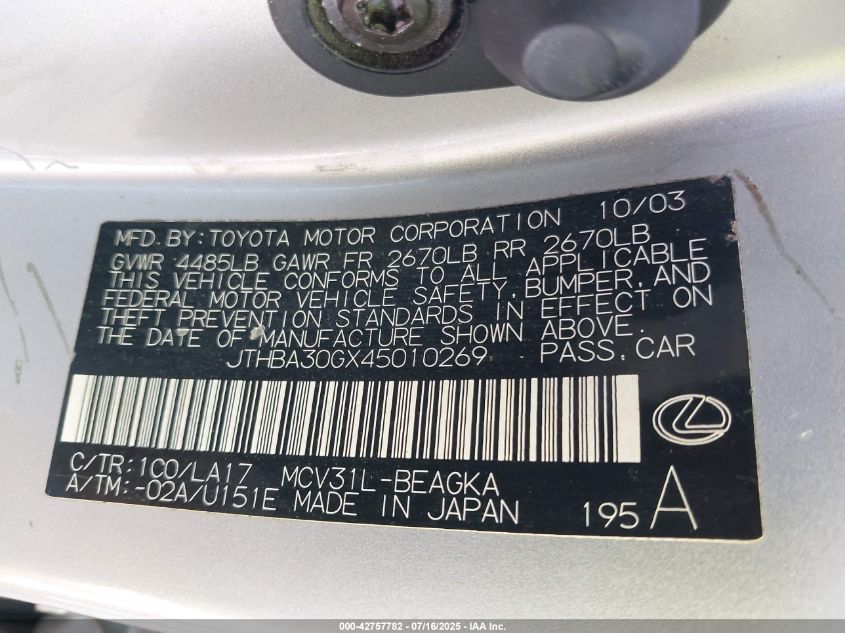 MFD. BY: TOYOTA MOTOR CORPORATION 10/03
GVWR 4485LB GAWR FR 2670LB RR 2670LB
THIS VEHICLE CONFORMS TO ALL APPLICABLE
FEDERAL MOTOR VEHICLE SAFETY, BUMPER, AND
THEFT PREVENTION STANDARDS IN EFFECT ON
THE DATE OF MANUFACTURE SHOWN ABOVE.
JTHBA30GX45010269 PASS. CAR
C/TR: 1C0/LA17 MCV31L-BEAGKA
A/TM: -02A/U151E MADE IN JAPAN 195 A
000-42757782 - 07/16/2025 - IAA Inc.